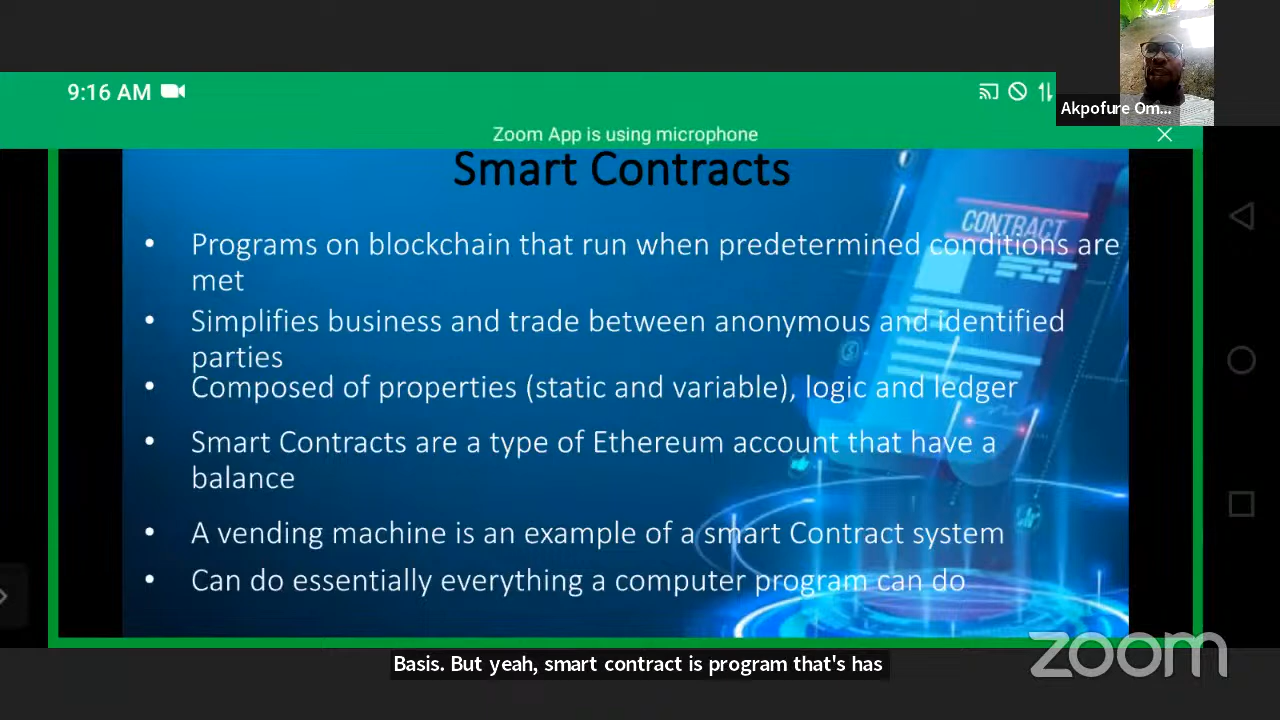 9:16 AM
Akpofure Om...
Zoom App is using microphone
Smart Contracts
CONTRACT
• Programs on blockchain that run when predetermined conditions are
met
• Simplifies business and trade between anonymous and identified
parties
• Composed of properties (static and variable), logic and ledger
• Smart Contracts are a type of Ethereum account that have a
balance
• A vending machine is an example of a smart Contract system
• Can do essentially everything a computer program can do
zoom
Basis. But yeah, smart contract is program that's has